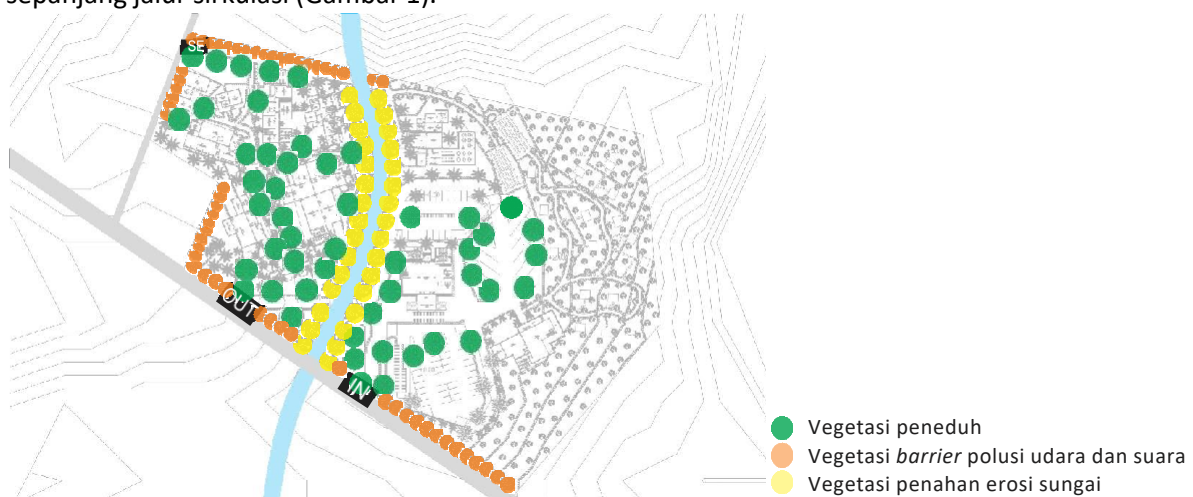 sepanjang jalur sirkulasi (Gambar 1).
SE
OUT
IN
Vegetasi peneduh
Vegetasi barrier polusi udara dan suara
Vegetasi penahan erosi sungai